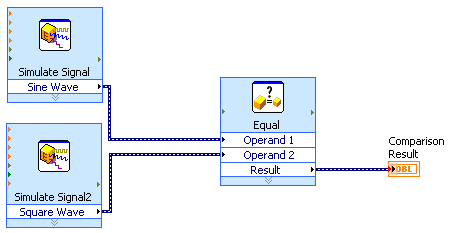 Simulate Signal
Sine Wave
Simulate Signal2
Square Wave
?
Equal
Operand 1
Operand 2
Result
Comparison
Result
DBL